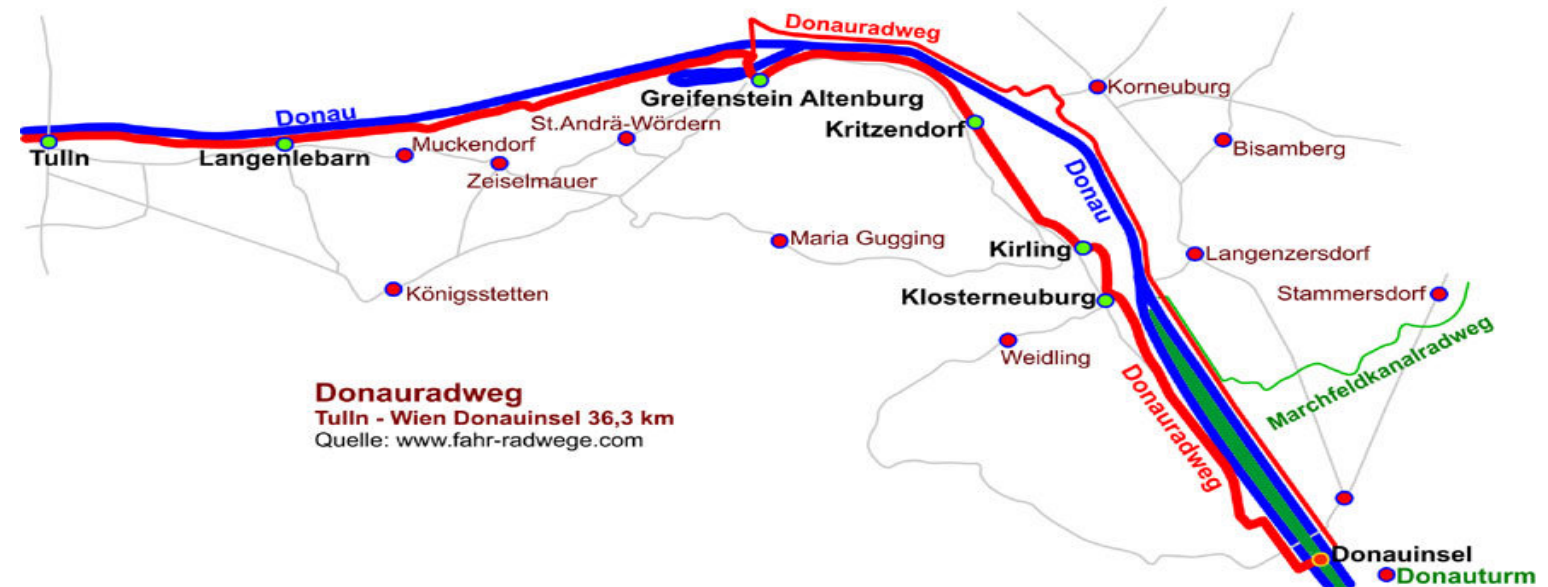 Donauradweg
Donau
Korneuburg
Greifenstein Altenburg
St.Andrä-Wördern
Kritzendorf
Tulln
Langenlebarn
Muckendorf
Zeiselmauer
Bisamberg
Donau
Maria Gugging
Kirling
Langenzersdorf
Königsstetten
Klosterneuburg
Stammersdorf
Weidling
Marchfeldkanalradweg
Donauradweg
Donauradweg
Tulln - Wien Donauinsel 36,3 km
Quelle: www.fahr-radwege.com
Donauinsel
Donauturm